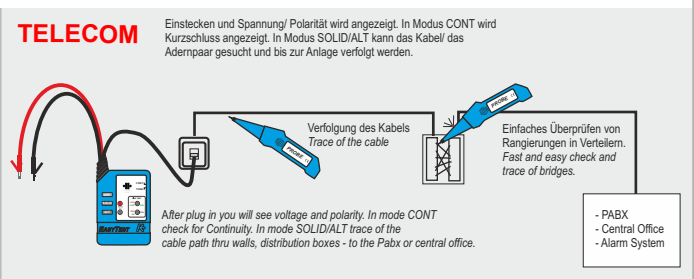 TELECOM
Einstecken und Spannung/ Polarität wird angezeigt. In Modus CONT wird
Kurzschluss angezeigt. In Modus SOLID/ALT kann das Kabel/ das
Adernpaar gesucht und bis zur Anlage verfolgt werden.
PROBE
Verfolgung des Kabels
Trace of the cable
PROBE
Einfaches Überprüfen von
Rangierungen in Verteilern.
Fast and easy check and
trace of bridges.
EASYTEST
After plug in you will see voltage and polarity. In mode CONT
check for Continuity. In mode SOLID/ALT trace of the
cable path thru walls, distribution boxes - to the Pabx or central office.
- PABX
- Central Office
- Alarm System